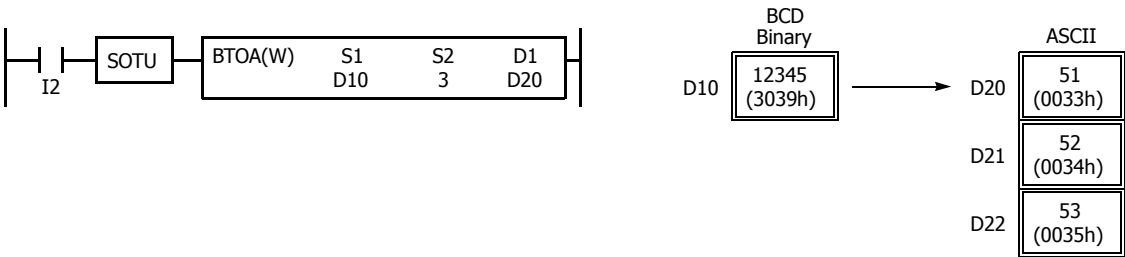 I2
SOTU
BTOA(W) S1 S2 D1
D10 3 D20
BCD
Binary
ASCII
D10
12345
(3039h)
D20
51
(0033h)
D21
52
(0034h)
D22
53
(0035h)